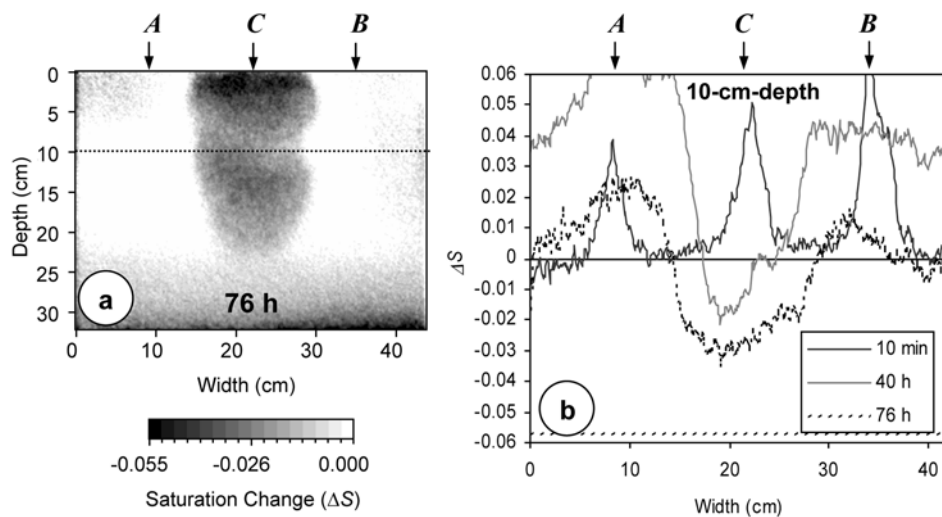 A C B
0
5
10
15
20
25
30
Depth (cm)
a
76 h
0 10 20 30 40
Width (cm)
-0.055 -0.026 0.000
Saturation Change (ΔS)
A C B
10-cm-depth
0.06
0.05
0.04
0.03
0.02
0.01
0
-0.01
-0.02
-0.03
-0.04
-0.05
-0.06
ΔS
b
10 min
40 h
76 h
0 10 20 30 40
Width (cm)